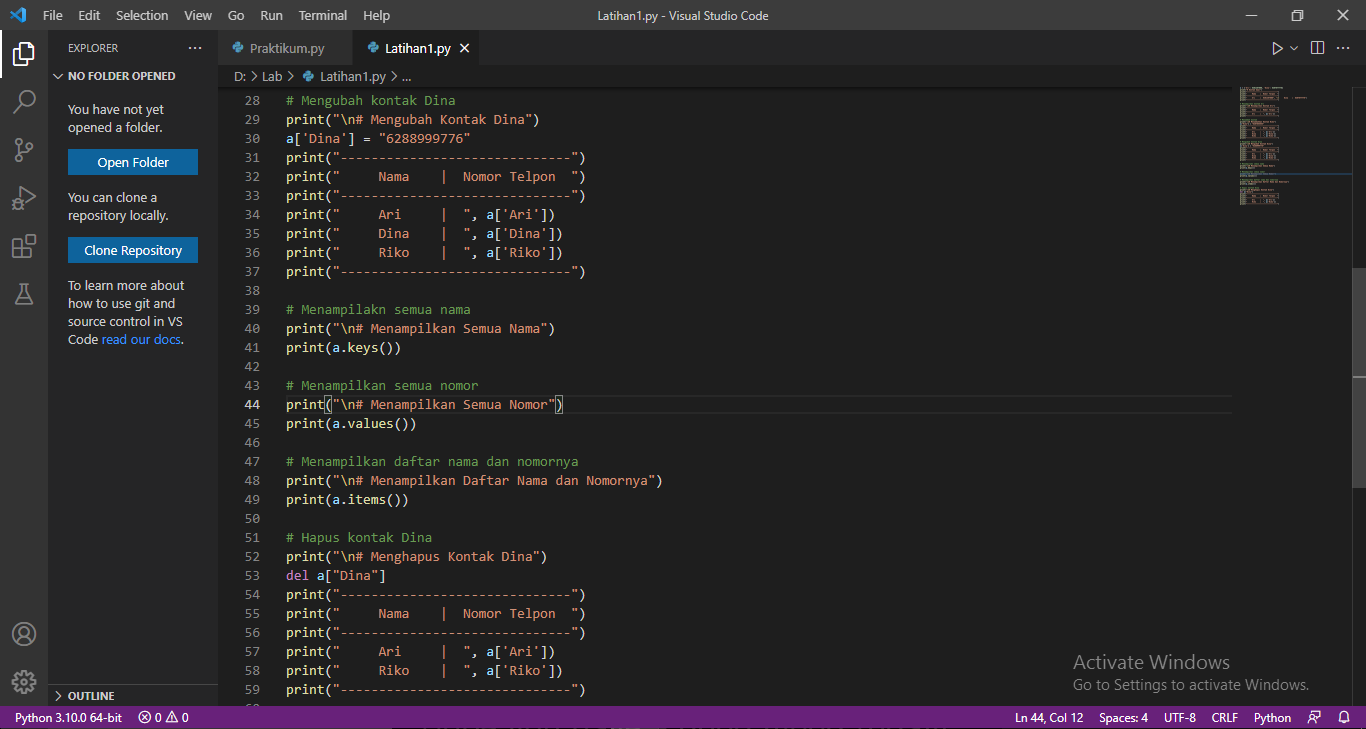 File Edit Selection View Go Run Terminal Help Latihan1.py - Visual Studio Code
EXPLORER ...
Praktikum.py Latihan1.py
NO FOLDER OPENED
You have not yet
opened a folder.
Open Folder
You can clone a
repository locally.
Clone Repository
To learn more about
how to use git and
source control in VS
Code read our docs.
OUTLINE
D: > Lab > Latihan1.py > ...
28 # Mengubah kontak Dina
29 print("\n# Mengubah Kontak Dina")
30 a['Dina'] = "6288999776"
31 print("------------------------------")
32 print("     Nama    |  Nomor Telpon  ")
33 print("------------------------------")
34 print("     Ari     |  ", a['Ari'])
35 print("     Dina    |  ", a['Dina'])
36 print("     Riko    |  ", a['Riko'])
37 print("------------------------------")
38
39 # Menampilakn semua nama
40 print("\n# Menampilkan Semua Nama")
41 print(a.keys())
42
43 # Menampilkan semua nomor
44 print("\n# Menampilkan Semua Nomor")
45 print(a.values())
46
47 # Menampilkan daftar nama dan nomornya
48 print("\n# Menampilkan Daftar Nama dan Nomornya")
49 print(a.items())
50
51 # Hapus kontak Dina
52 print("\n# Menghapus Kontak Dina")
53 del a["Dina"]
54 print("------------------------------")
55 print("     Nama    |  Nomor Telpon  ")
56 print("------------------------------")
57 print("     Ari     |  ", a['Ari'])
58 print("     Riko    |  ", a['Riko'])
59 print("------------------------------")
Activate Windows
Go to Settings to activate Windows.
Python 3.10.0 64-bit 0 0 Ln 44, Col 12 Spaces: 4 UTF-8 CRLF Python